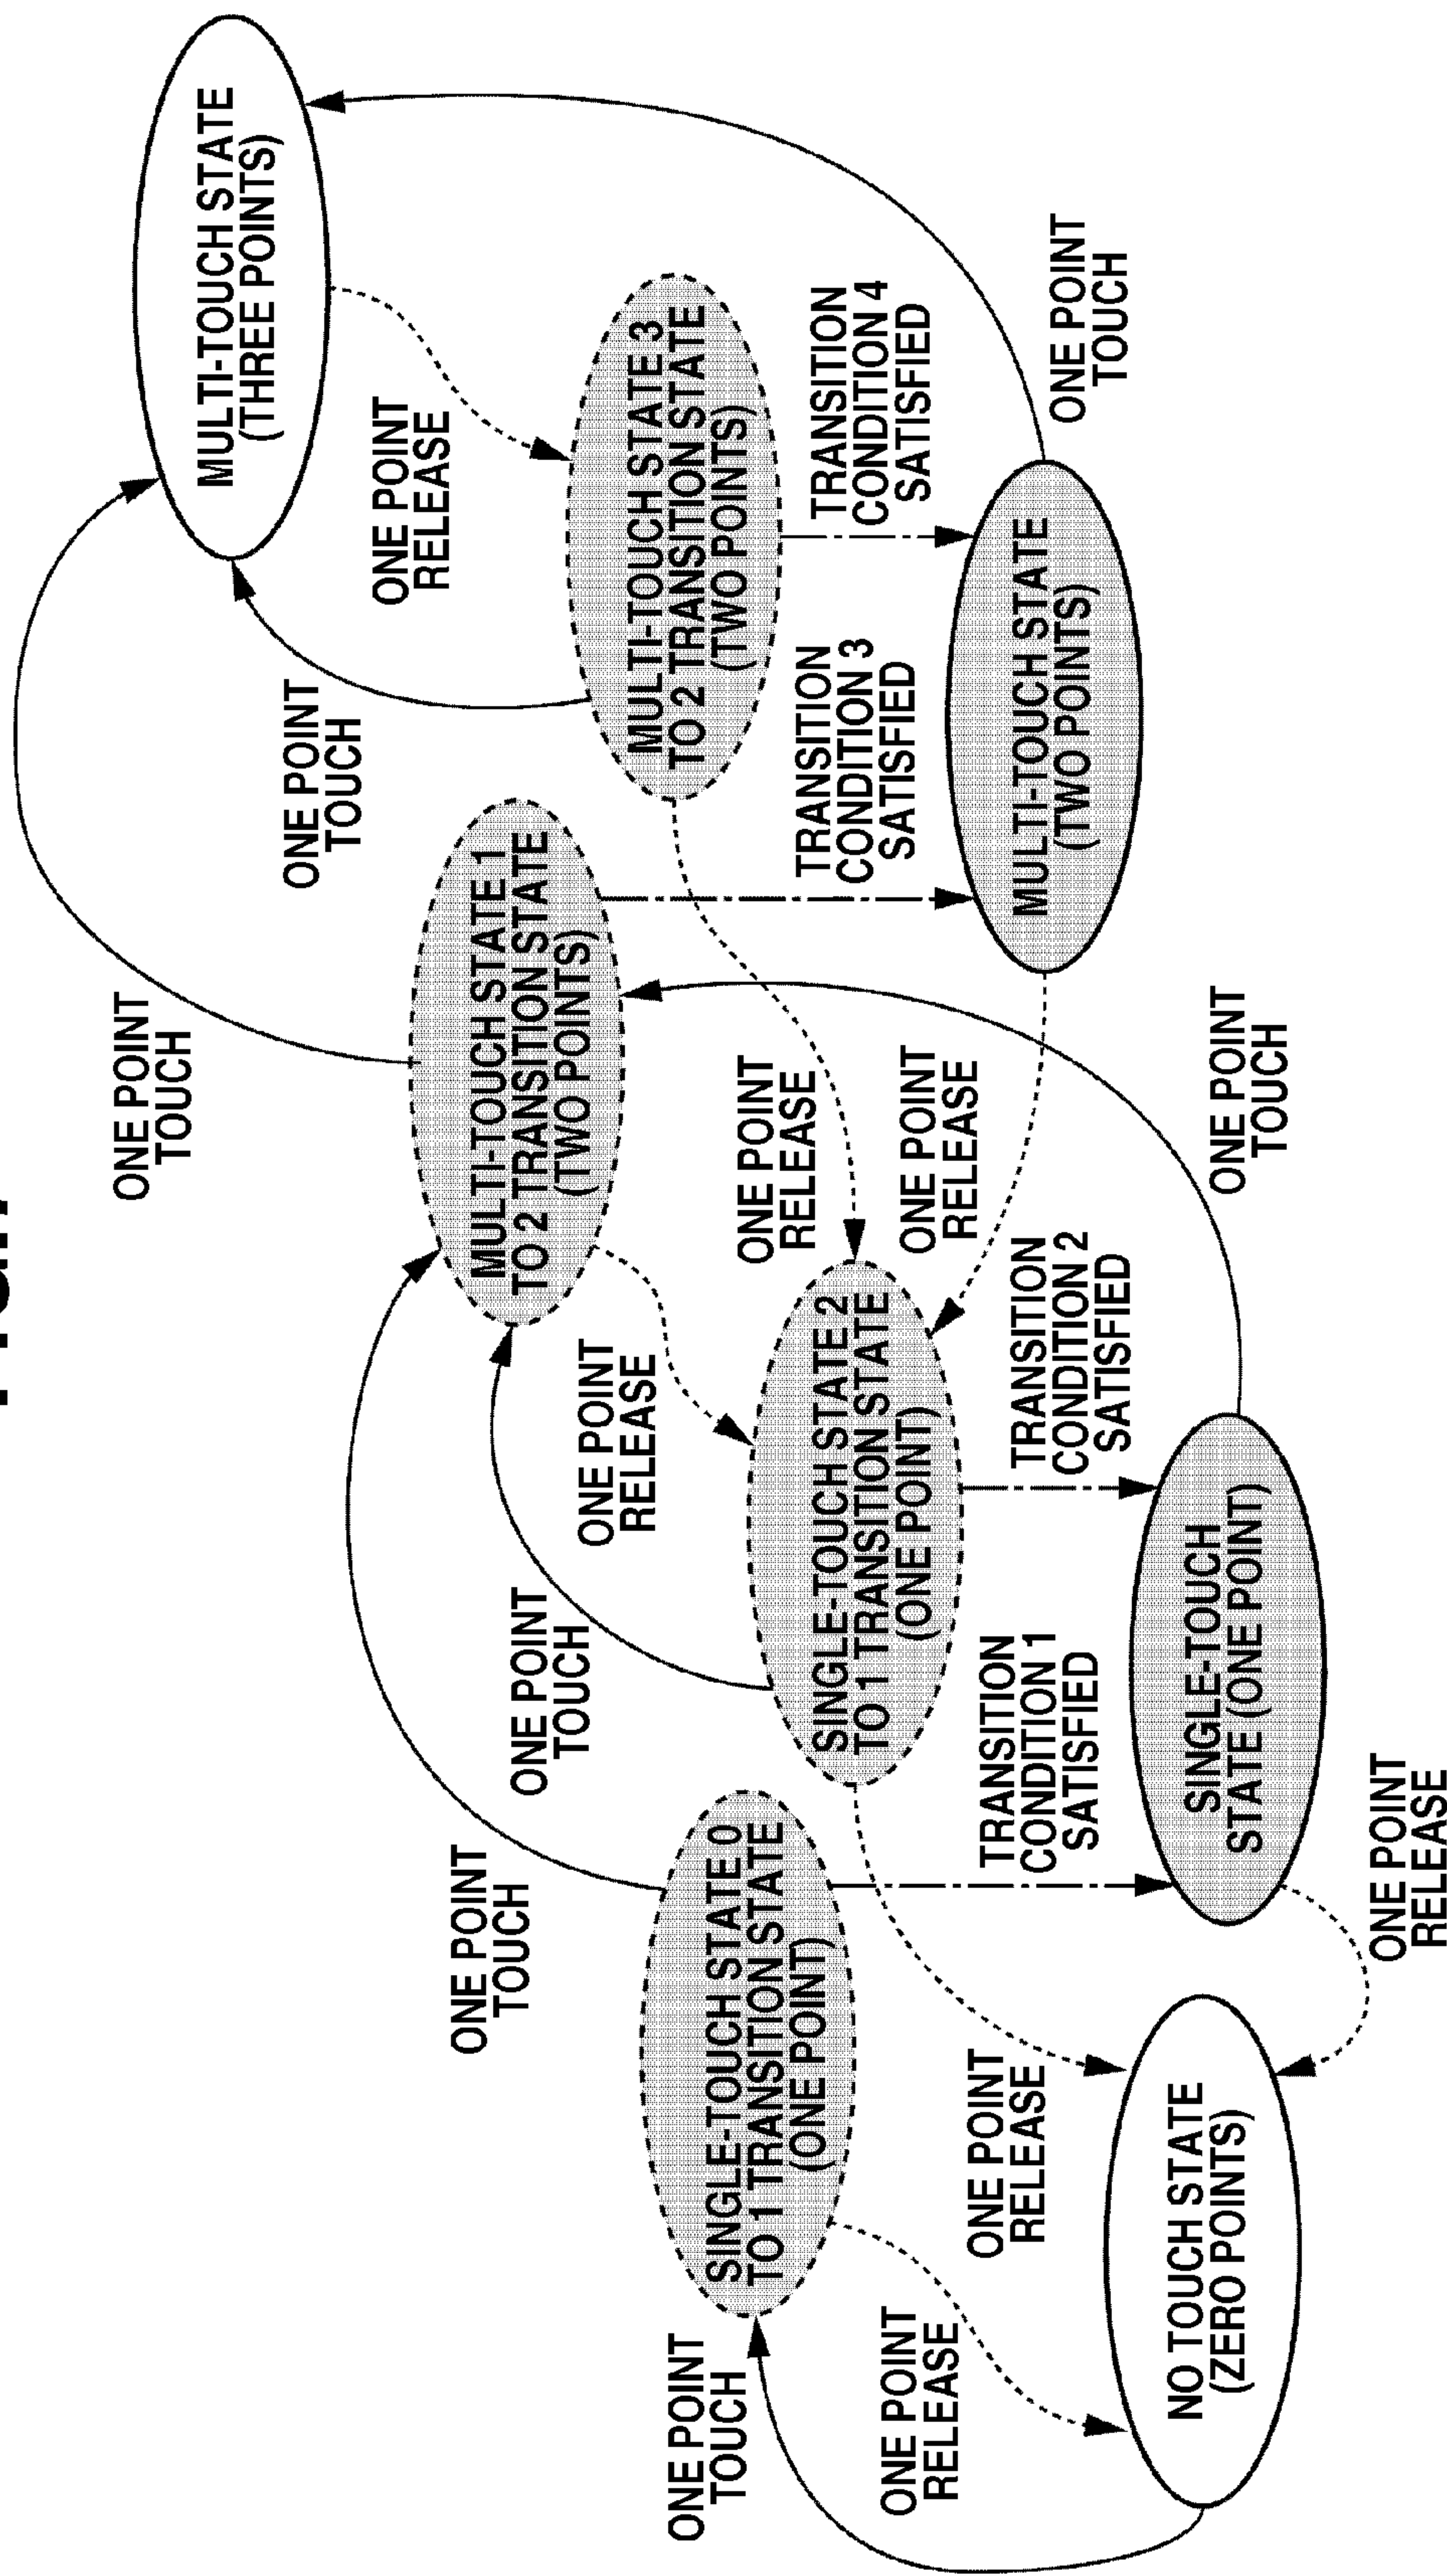 ONE POINT
TOUCH
MULTI-TOUCH STATE
(THREE POINTS)
ONE POINT
TOUCH
ONE POINT
RELEASE
ONE POINT
TOUCH
MULTI-TOUCH STATE 1
TO 2 TRANSITION STATE
(TWO POINTS)
ONE POINT
TOUCH
ONE POINT
RELEASE
MULTI-TOUCH STATE 3
TO 2 TRANSITION STATE
(TWO POINTS)
ONE POINT
TOUCH
SINGLE-TOUCH STATE 0
TO 1 TRANSITION STATE
(ONE POINT)
ONE POINT
RELEASE
TRANSITION
CONDITION 3
SATISFIED
TRANSITION
CONDITION 4
SATISFIED
SINGLE-TOUCH STATE 2
TO 1 TRANSITION STATE
(ONE POINT)
ONE POINT
RELEASE
ONE POINT
RELEASE
ONE POINT
RELEASE
TRANSITION
CONDITION 1
SATISFIED
TRANSITION
CONDITION 2
SATISFIED
MULTI-TOUCH STATE
(TWO POINTS)
ONE POINT
TOUCH
NO TOUCH STATE
(ZERO POINTS)
SINGLE-TOUCH
STATE (ONE POINT)
ONE POINT
TOUCH
ONE POINT
RELEASE